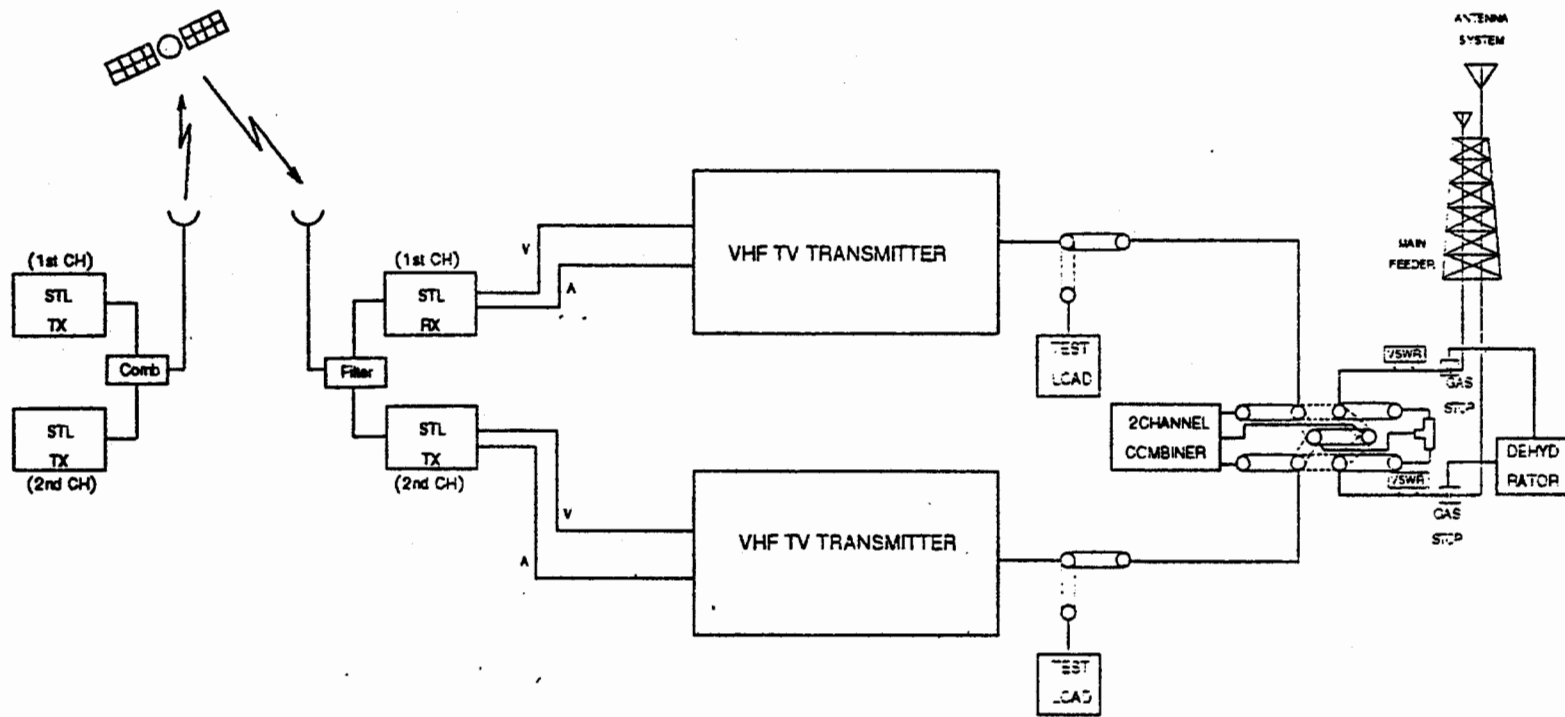 ANTENNA
SYSTEM
MAIN
FEEDER
(1st CH)
STL
TX
Comb
STL
TX
(2nd CH)
(1st CH)
STL
RX
Filter
STL
TX
(2nd CH)
V
A
V
A
VHF TV TRANSMITTER
VHF TV TRANSMITTER
TEST
LOAD
TEST
LOAD
2CHANNEL
COMBINER
VSWR
GAS
STOP
VSWR
GAS
STOP
DEHYD
RATOR